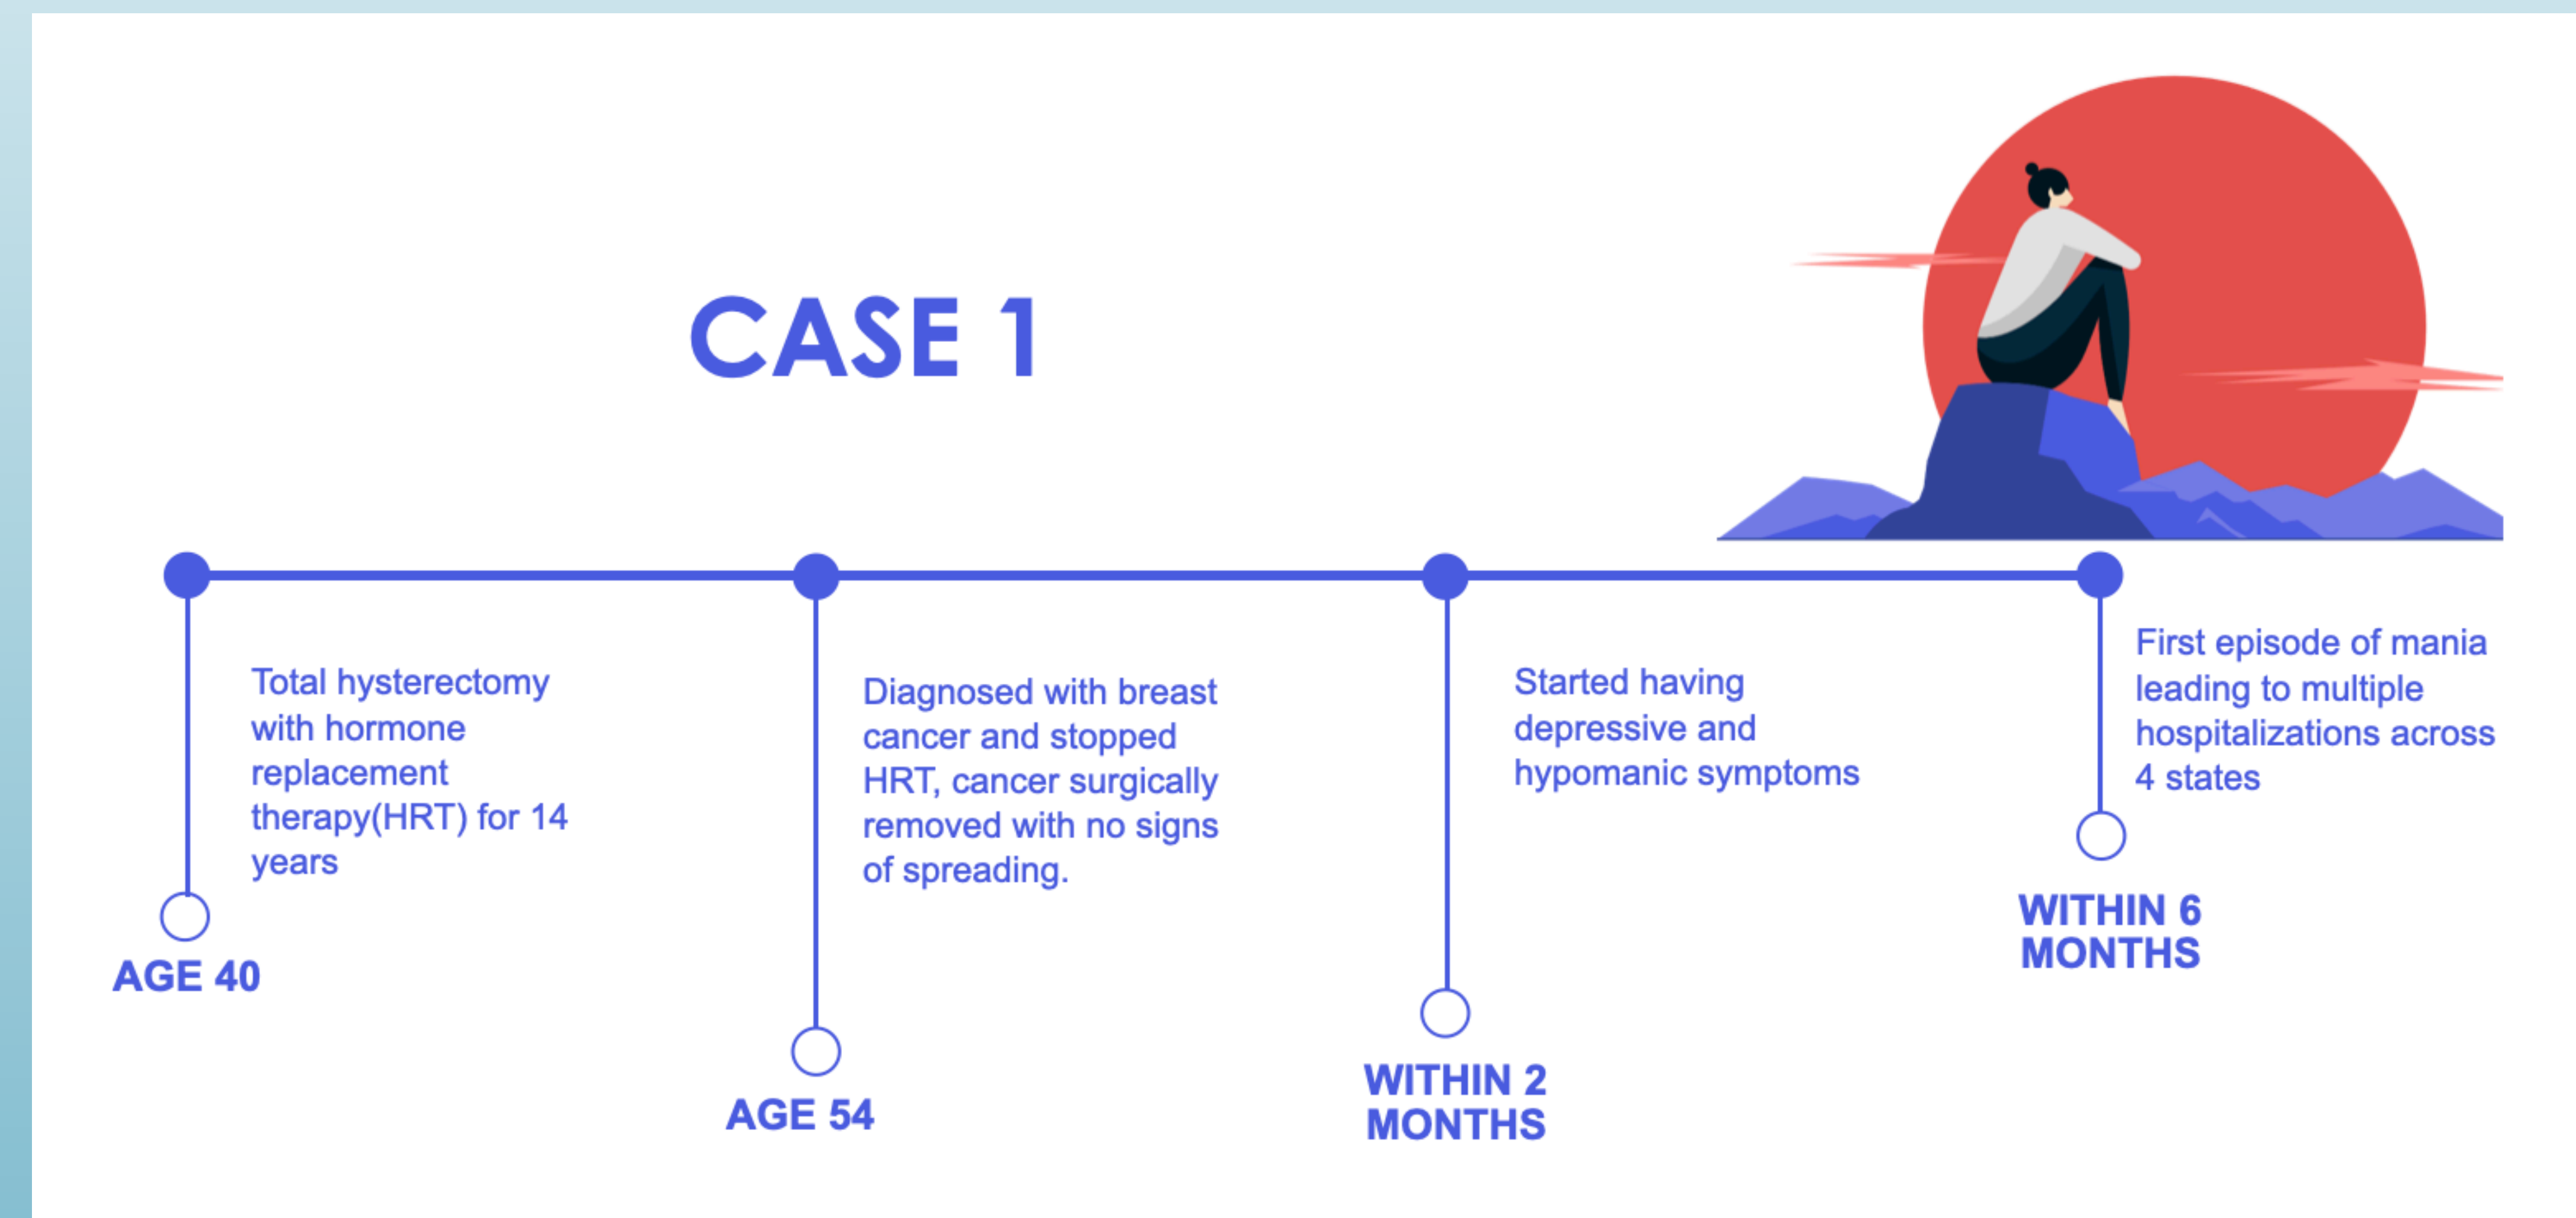 CASE 1
Total hysterectomy
with hormone
replacement
therapy(HRT) for 14
years
AGE 40
Diagnosed with breast
cancer and stopped
HRT, cancer surgically
removed with no signs
of spreading.
AGE 54
Started having
depressive and
hypomanic symptoms
WITHIN 2
MONTHS
First episode of mania
leading to multiple
hospitalizations across
4 states
WITHIN 6
MONTHS